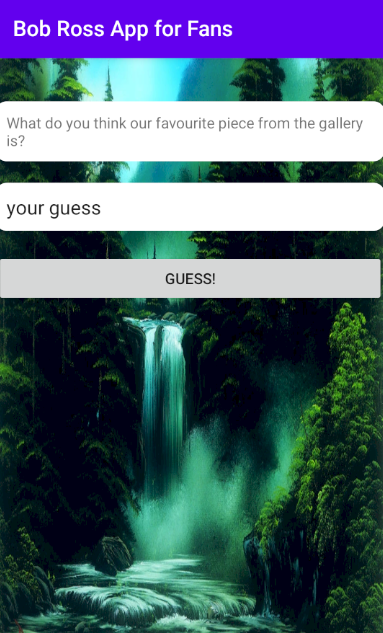 Bob Ross App for Fans
What do you think our favourite piece from the gallery
is?
your guess
GUESS!